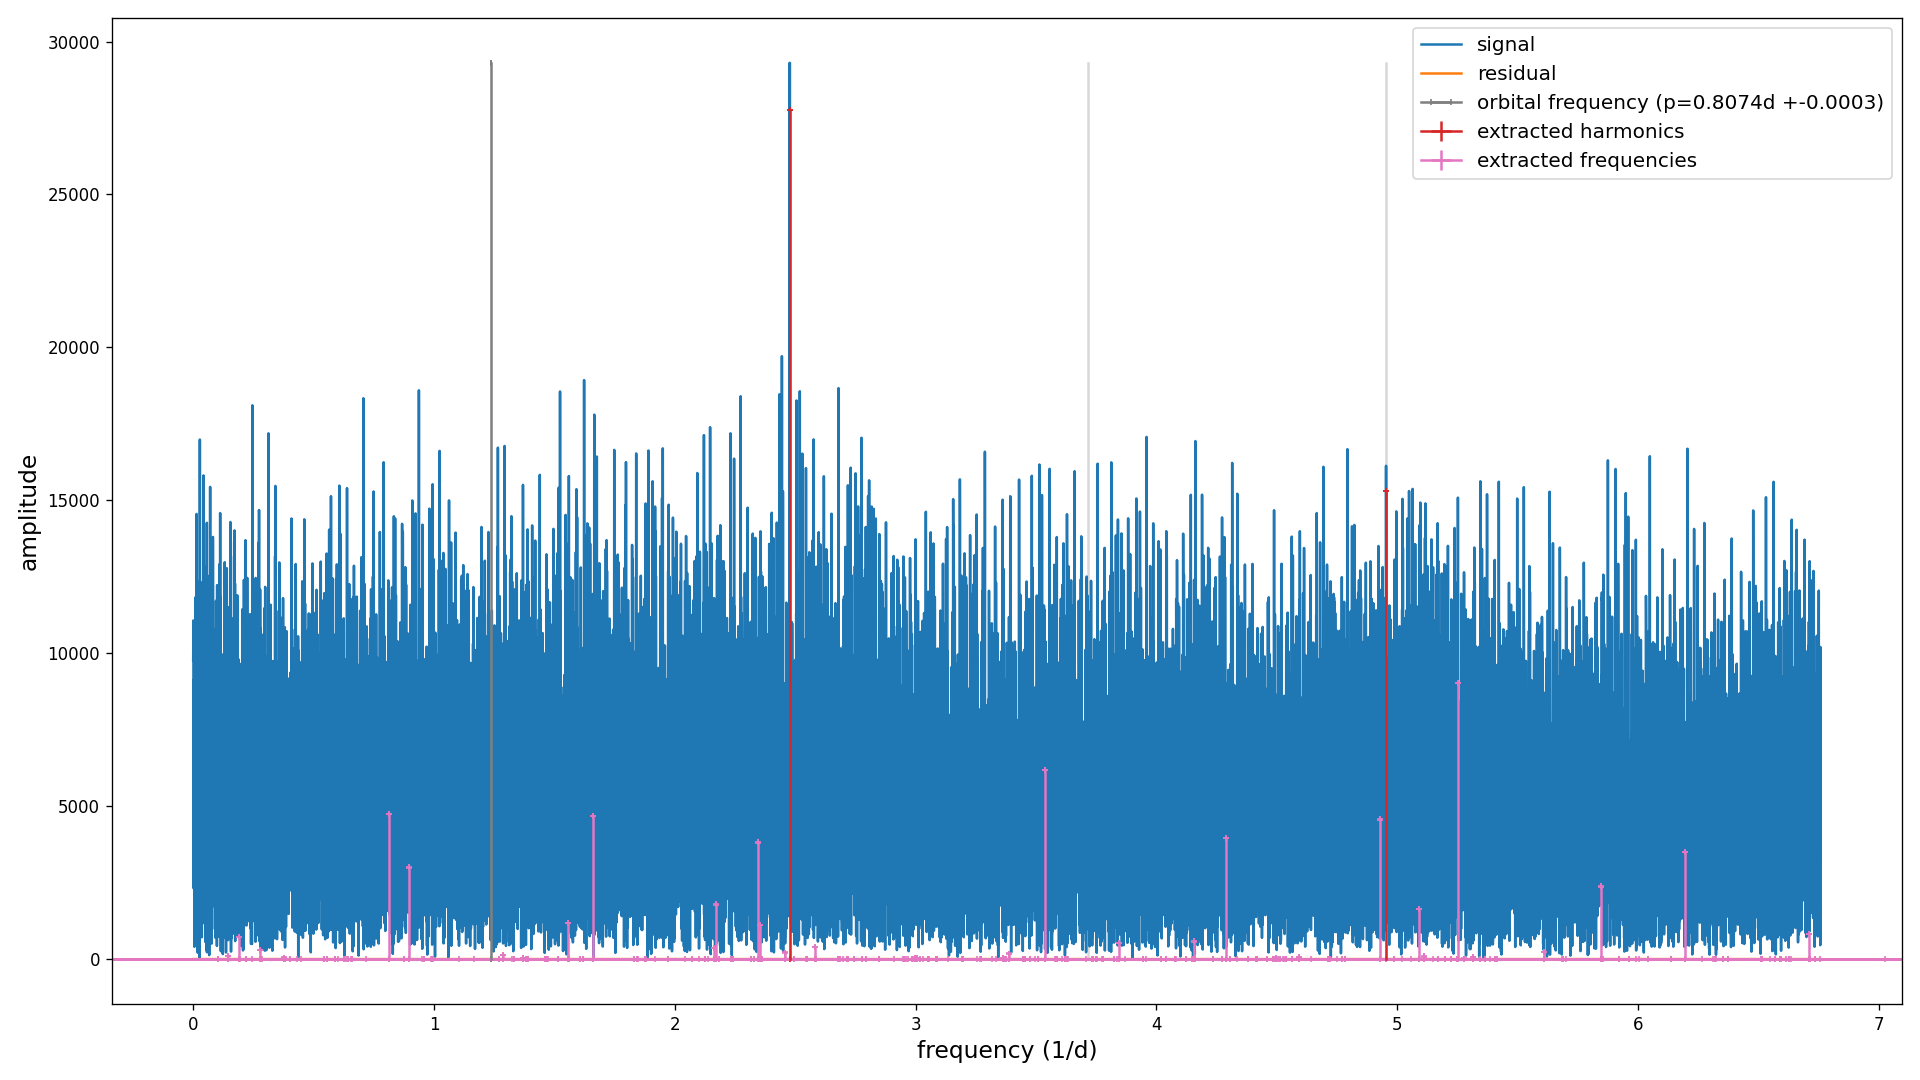 30000
25000
20000
15000
10000
5000
0
amplitude
signal
residual
orbital frequency (p=0.8074d +-0.0003)
extracted harmonics
extracted frequencies
0 1 2 3 4 5 6 7
frequency (1/d)